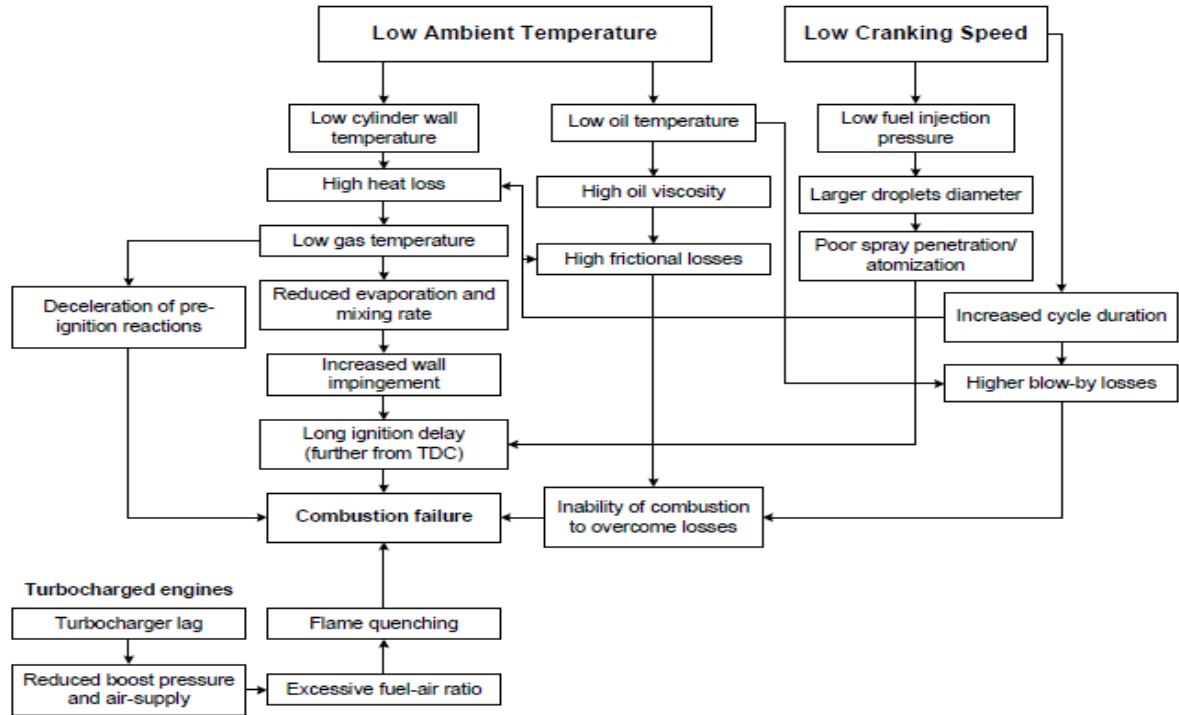 Low Ambient Temperature
Low Cranking Speed
Low cylinder wall
temperature
Low oil temperature
Low fuel injection
pressure
High heat loss
High oil viscosity
Larger droplets diameter
Low gas temperature
High frictional losses
Poor spray penetration/
atomization
Deceleration of pre-
ignition reactions
Reduced evaporation and
mixing rate
Increased cycle duration
Increased wall
impingement
Higher blow-by losses
Long ignition delay
(further from TDC)
Combustion failure
Inability of combustion
to overcome losses
Turbocharged engines
Turbocharger lag
Flame quenching
Reduced boost pressure
and air-supply
Excessive fuel-air ratio